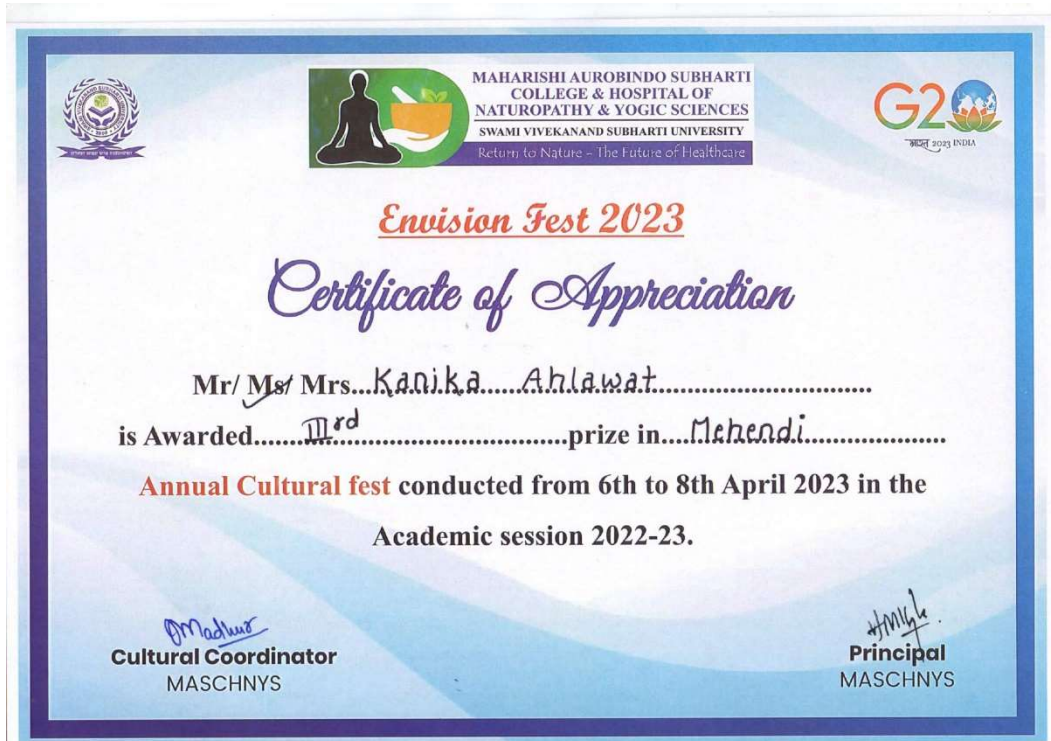 MAHARISHI AUROBINDO SUBHARTI
COLLEGE & HOSPITAL OF
NATUROPATHY & YOGIC SCIENCES
SWAMI VIVEKANAND SUBHARTI UNIVERSITY
Return to Nature - The Future of Healthcare
G20
भारत 2023 INDIA
Envision Fest 2023
Certificate of Appreciation
Mr/ Ms/ Mrs...Kanika.....Ahlawat................................
is Awarded.......IIIrd................................prize in....Mehendi.....................
Annual Cultural fest conducted from 6th to 8th April 2023 in the
Academic session 2022-23.
Cultural Coordinator
MASCHNYS
Principal
MASCHNYS